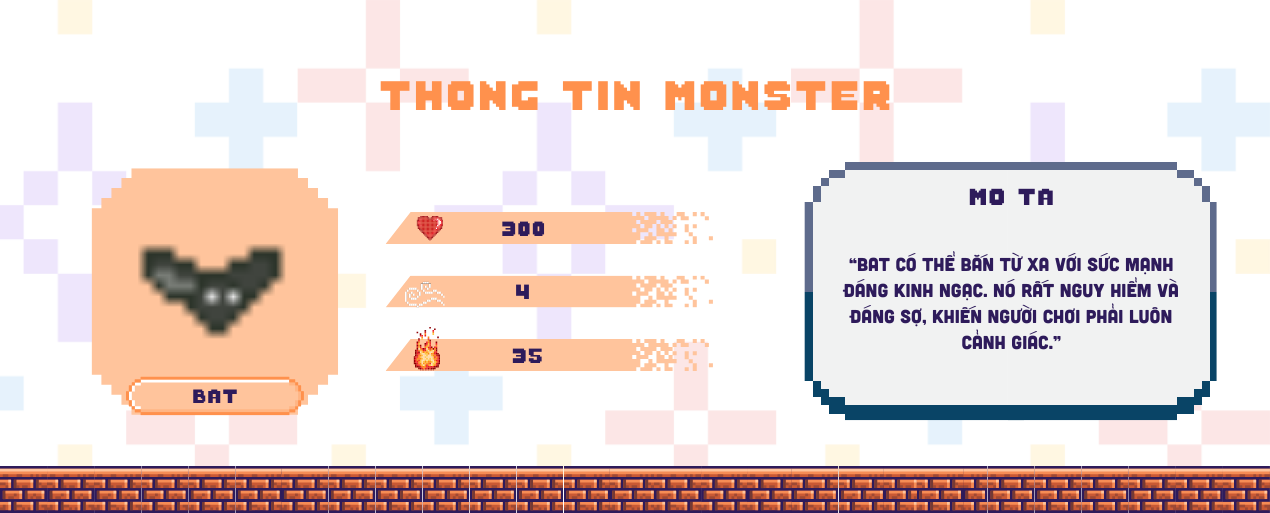 THONG TIN MONSTER
300
4
35
BAT
MO TA
“BAT CÓ THỂ BẮN TỪ XA VỚI SỨC MẠNH
ĐÁNG KINH NGẠC. NÓ RẤT NGUY HIỂM VÀ
ĐÁNG SỢ, KHIẾN NGƯỜI CHƠI PHẢI LUÔN
CẢNH GIÁC.”